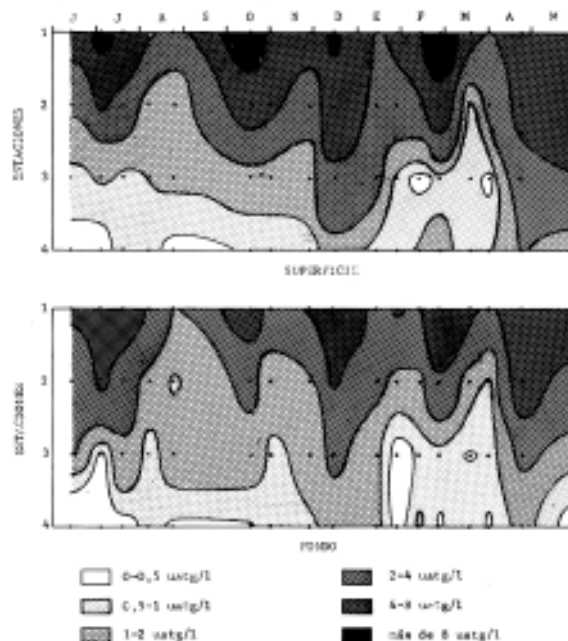 J J A S O N D E F M A M
1
2
3
4
ESTACIONES
SUPERFICIE
1
2
3
4
ESTACIONES
FONDO
0-0,5 uatg/l
0,5-1 uatg/l
1-2 uatg/l
2-4 uatg/l
4-8 uatg/l
más de 8 uatg/l